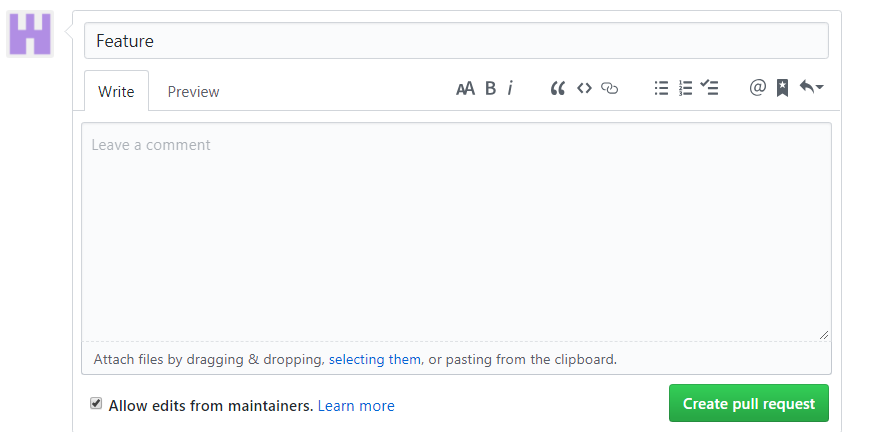 Feature
Write Preview AA B i @
Leave a comment
Attach files by dragging & dropping, selecting them, or pasting from the clipboard.
Allow edits from maintainers. Learn more Create pull request